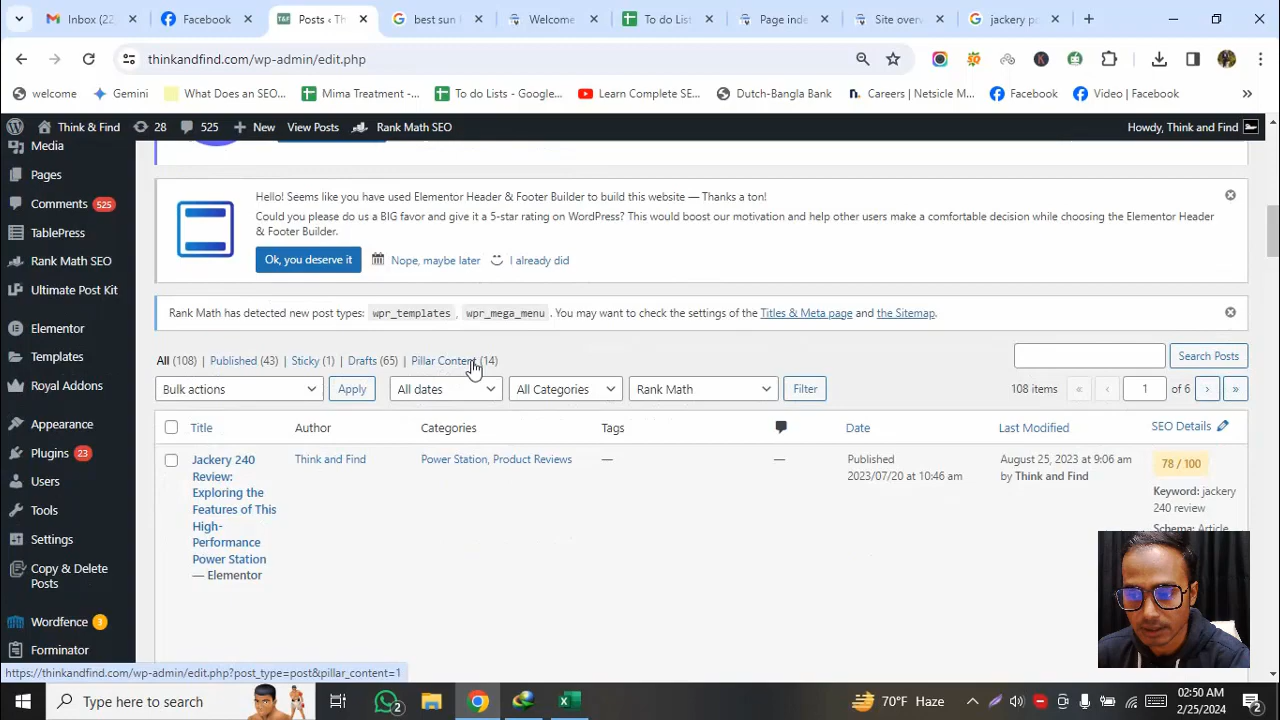 Inbox (22
Facebook
Posts ‹ Th
best sun
Welcome
To do List
Page inde
Site over
jackery p
thinkandfind.com/wp-admin/edit.php
welcome
Gemini
What Does an SEO...
Mima Treatment -...
To do Lists - Google...
Learn Complete SE...
Dutch-Bangla Bank
Careers | Netsicle M...
Facebook
Video | Facebook
Think & Find
28
525
New
View Posts
Rank Math SEO
Howdy, Think and Find
Media
Pages
Comments 525
TablePress
Rank Math SEO
Ultimate Post Kit
Elementor
Templates
Royal Addons
Appearance
Plugins 23
Users
Tools
Settings
Copy & Delete
Posts
Wordfence 3
Forminator
Hello! Seems like you have used Elementor Header & Footer Builder to build this website — Thanks a ton!
Could you please do us a BIG favor and give it a 5-star rating on WordPress? This would boost our motivation and help other users make a comfortable decision while choosing the Elementor Header
& Footer Builder.
Ok, you deserve it
Nope, maybe later
I already did
Rank Math has detected new post types: wpr_templates, wpr_mega_menu. You may want to check the settings of the Titles & Meta page and the Sitemap.
All (108) | Published (43) | Sticky (1) | Drafts (65) | Pillar Content (14)
Search Posts
Bulk actions
Apply
All dates
All Categories
Rank Math
Filter
108 items « ‹ 1 of 6 › »
Title
Author
Categories
Tags
Date
Last Modified
SEO Details
Jackery 240
Review:
Exploring the
Features of This
High-
Performance
Power Station
— Elementor
Think and Find
Power Station, Product Reviews
—
—
Published
2023/07/20 at 10:46 am
August 25, 2023 at 9:06 am
by Think and Find
78 / 100
Keyword: jackery
240 review
Schema: Article
https://thinkandfind.com/wp-admin/edit.php?post_type=post&pillar_content=1
Type here to search
2
70°F Haze
02:50 AM
2/25/2024
2